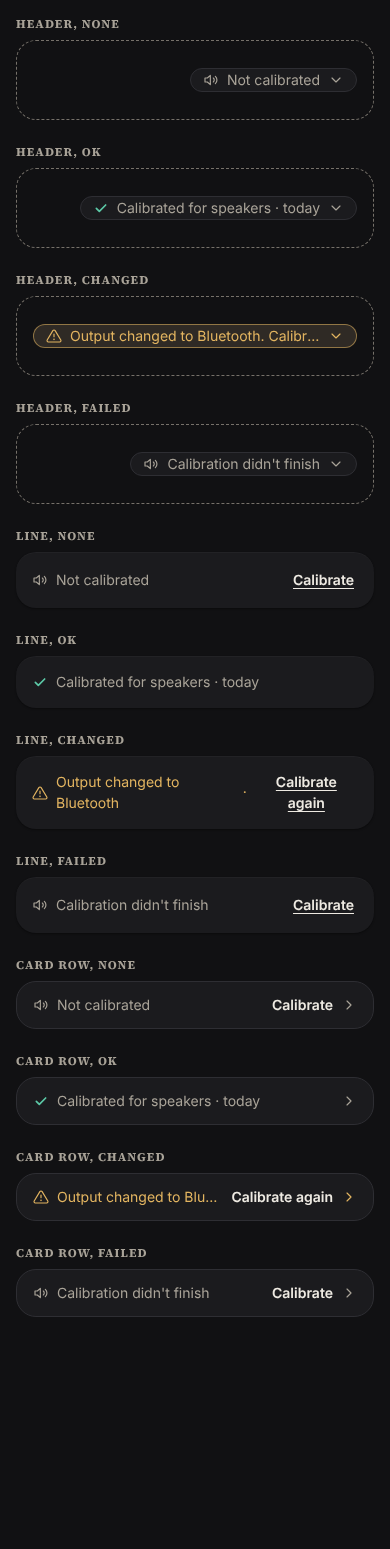 HEADER, NONE
Not calibrated
HEADER, OK
Calibrated for speakers · today
HEADER, CHANGED
Output changed to Bluetooth. Calibr...
HEADER, FAILED
Calibration didn't finish
LINE, NONE
Not calibrated Calibrate
LINE, OK
Calibrated for speakers · today
LINE, CHANGED
Output changed to Bluetooth · Calibrate again
LINE, FAILED
Calibration didn't finish Calibrate
CARD ROW, NONE
Not calibrated Calibrate
CARD ROW, OK
Calibrated for speakers · today
CARD ROW, CHANGED
Output changed to Blu... Calibrate again
CARD ROW, FAILED
Calibration didn't finish Calibrate